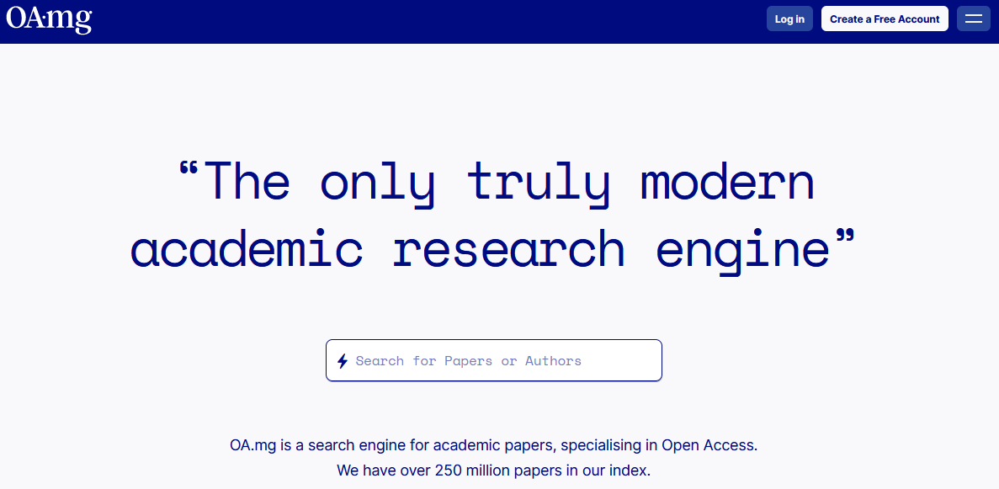 OA.mg
Log in
Create a Free Account
“The only truly modern
academic research engine”
Search for Papers or Authors
OA.mg is a search engine for academic papers, specialising in Open Access.
We have over 250 million papers in our index.